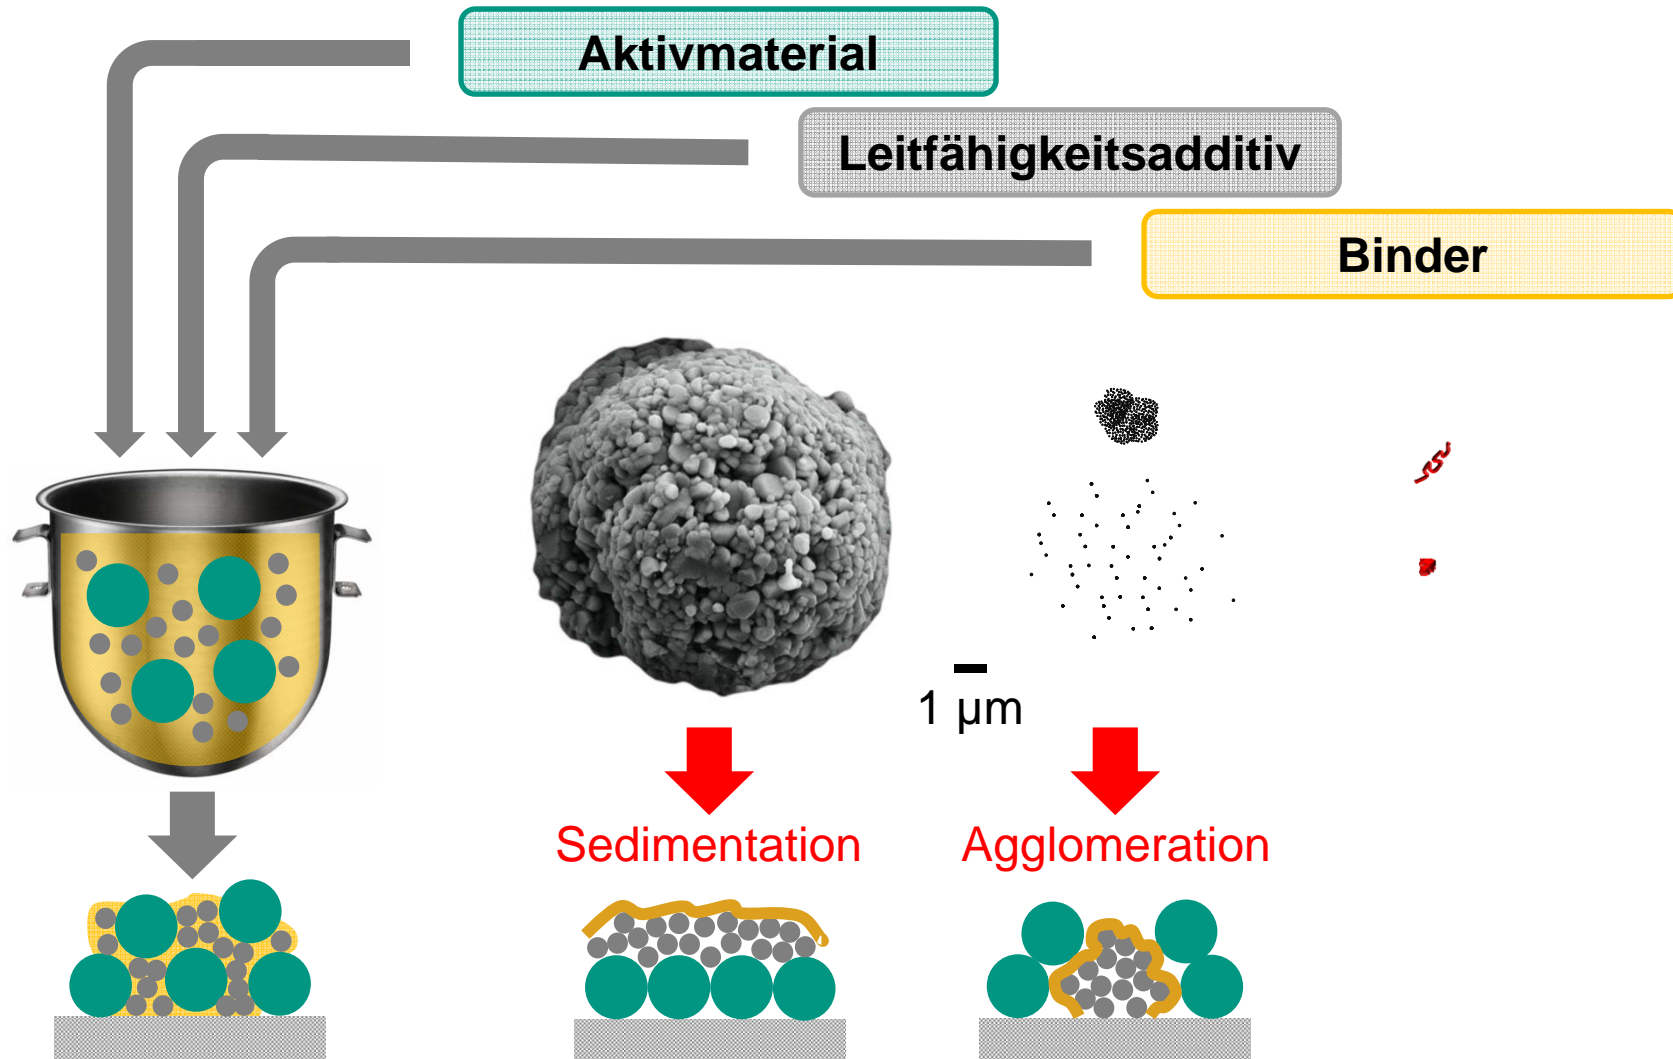 Aktivmaterial
Leitfähigkeitsadditiv
Binder
1 µm
Sedimentation
Agglomeration